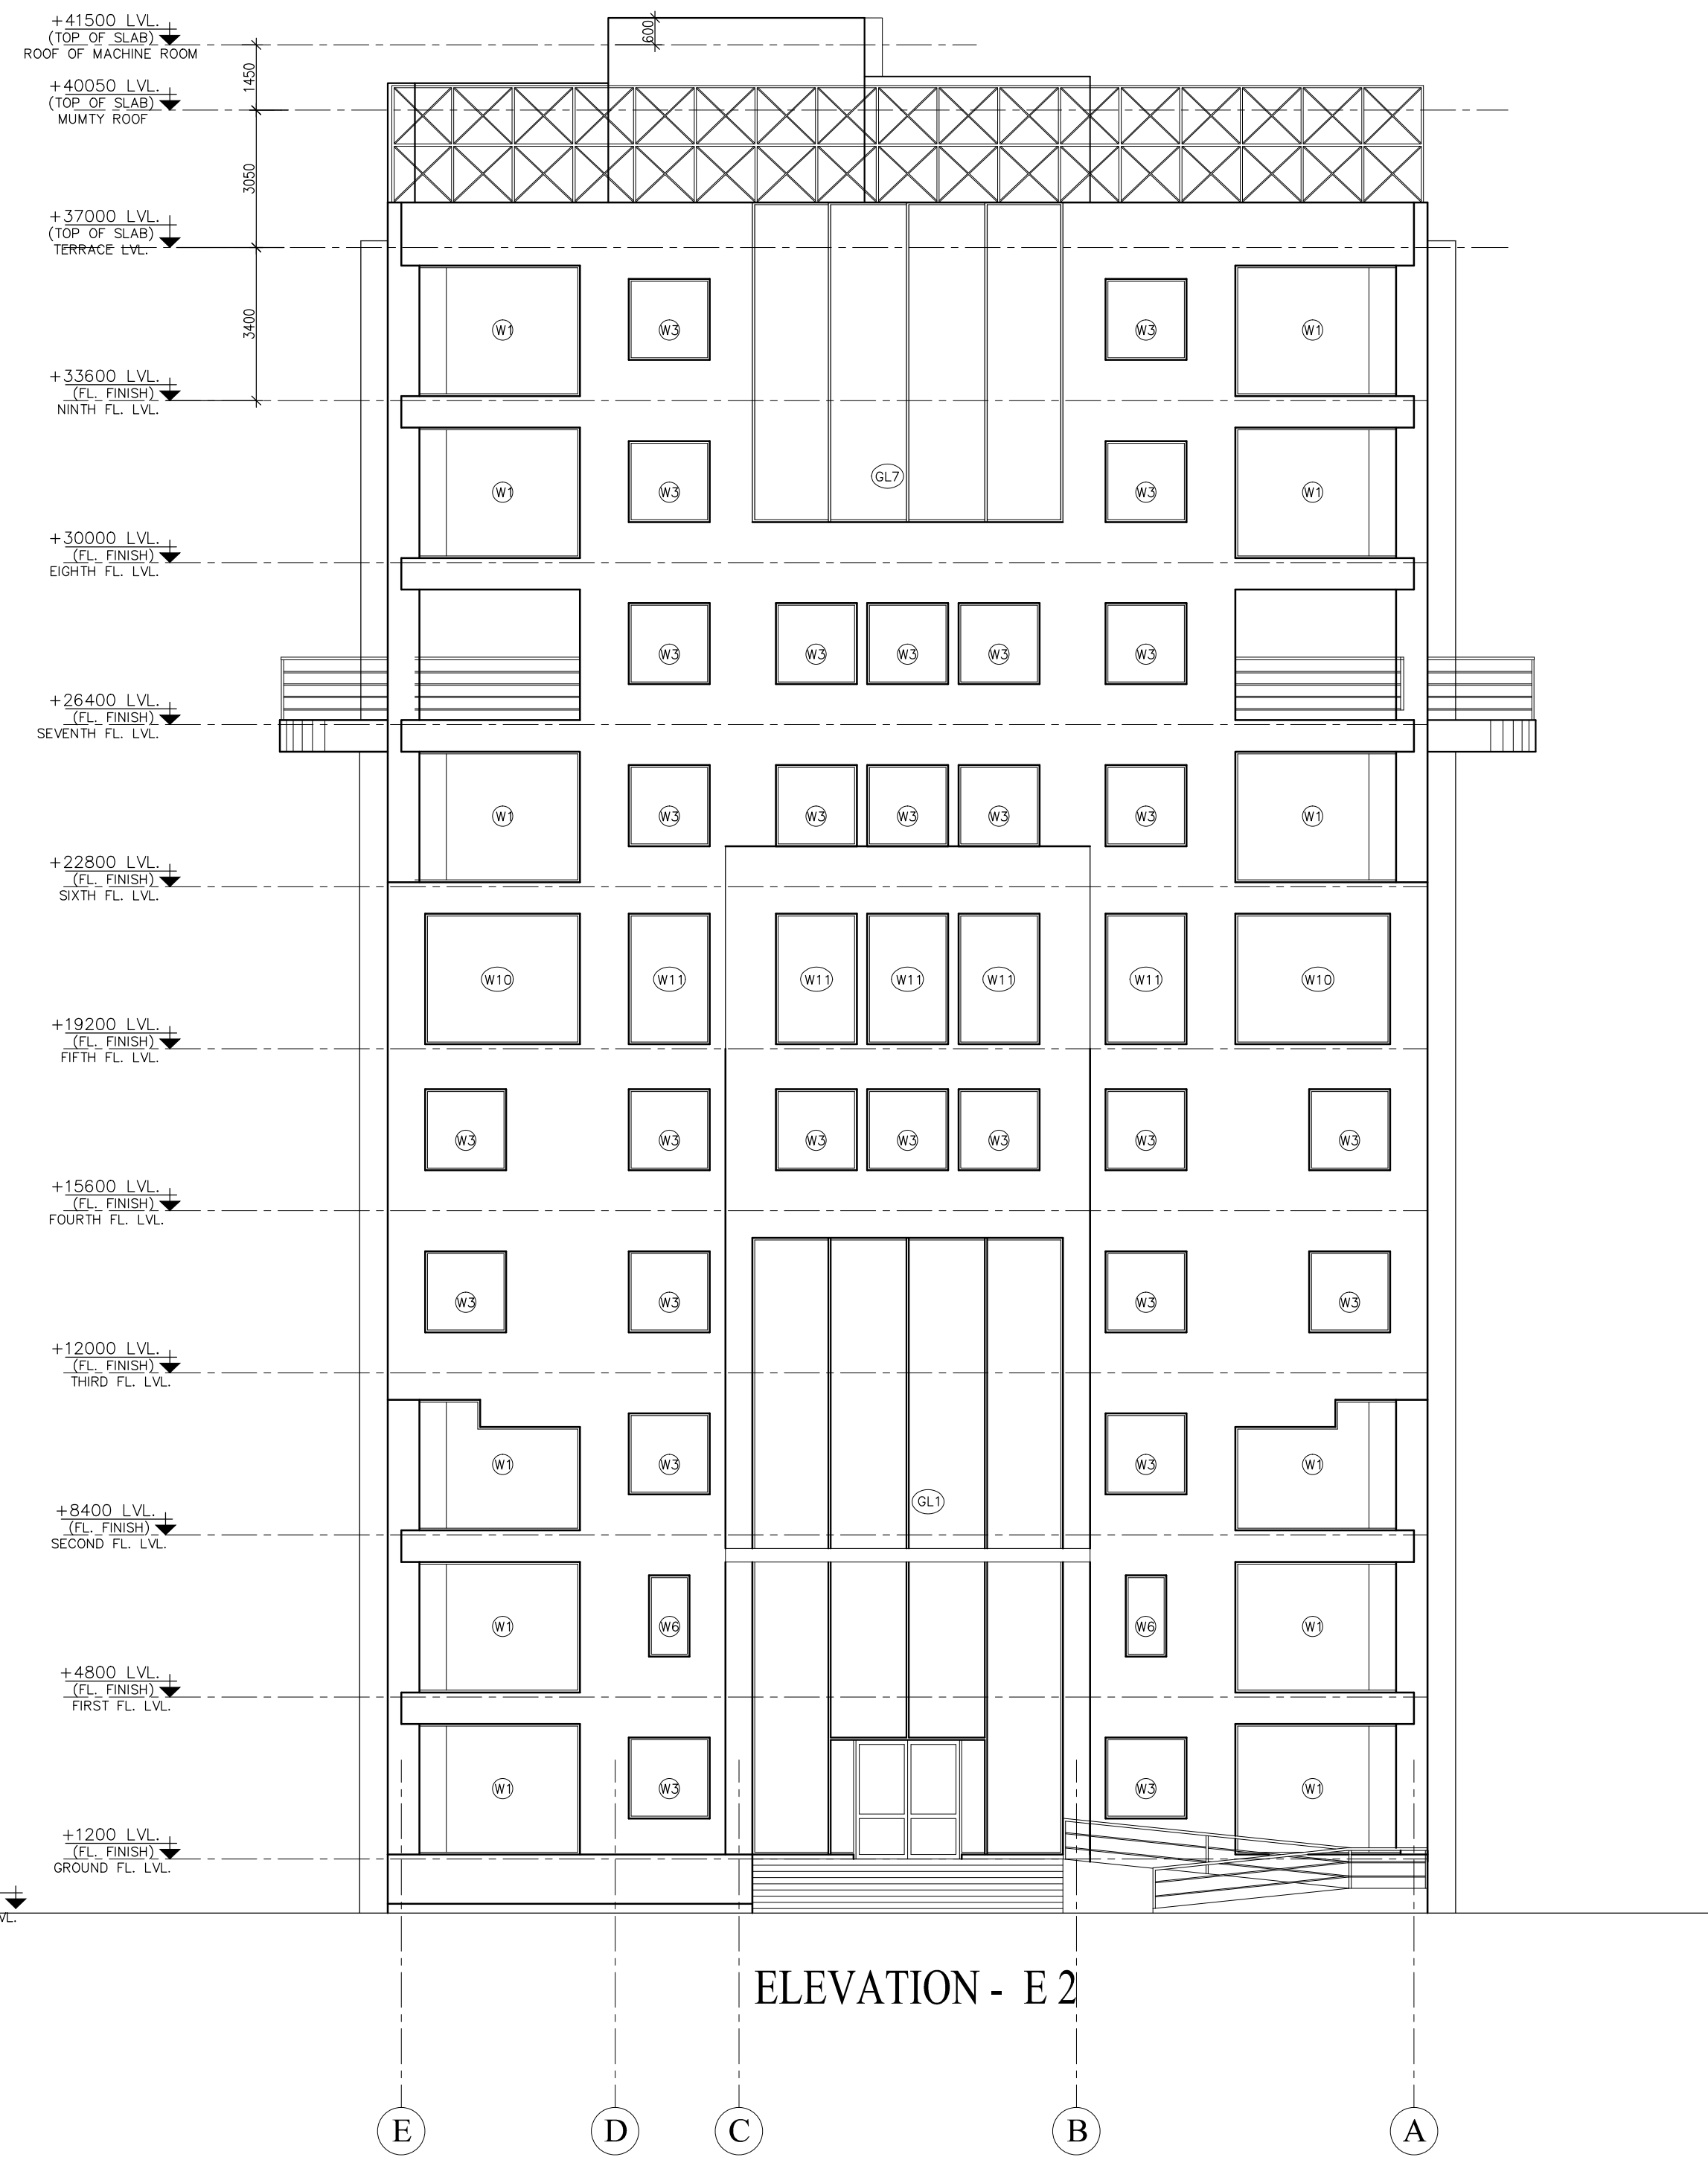 +41500 LVL.
(TOP OF SLAB)
ROOF OF MACHINE ROOM
600
1450
+40050 LVL.
(TOP OF SLAB)
MUMTY ROOF
3050
+37000 LVL.
(TOP OF SLAB)
TERRACE LVL.
3400
W1 W3 W3 W1
+33600 LVL.
(FL. FINISH)
NINTH FL. LVL.
GL7
W1 W3 W3 W1
+30000 LVL.
(FL. FINISH)
EIGHTH FL. LVL.
W3 W3 W3 W3 W3
+26400 LVL.
(FL. FINISH)
SEVENTH FL. LVL.
W1 W3 W3 W3 W3 W3 W1
+22800 LVL.
(FL. FINISH)
SIXTH FL. LVL.
W10 W11 W11 W11 W11 W11 W10
+19200 LVL.
(FL. FINISH)
FIFTH FL. LVL.
W3 W3 W3 W3 W3 W3 W3
+15600 LVL.
(FL. FINISH)
FOURTH FL. LVL.
W3 W3 W3 W3
+12000 LVL.
(FL. FINISH)
THIRD FL. LVL.
W1 W3 W3 W1
GL1
+8400 LVL.
(FL. FINISH)
SECOND FL. LVL.
W1 W6 W6 W1
+4800 LVL.
(FL. FINISH)
FIRST FL. LVL.
W1 W3 W3 W1
+1200 LVL.
(FL. FINISH)
GROUND FL. LVL.
ELEVATION - E 2
E D C B A